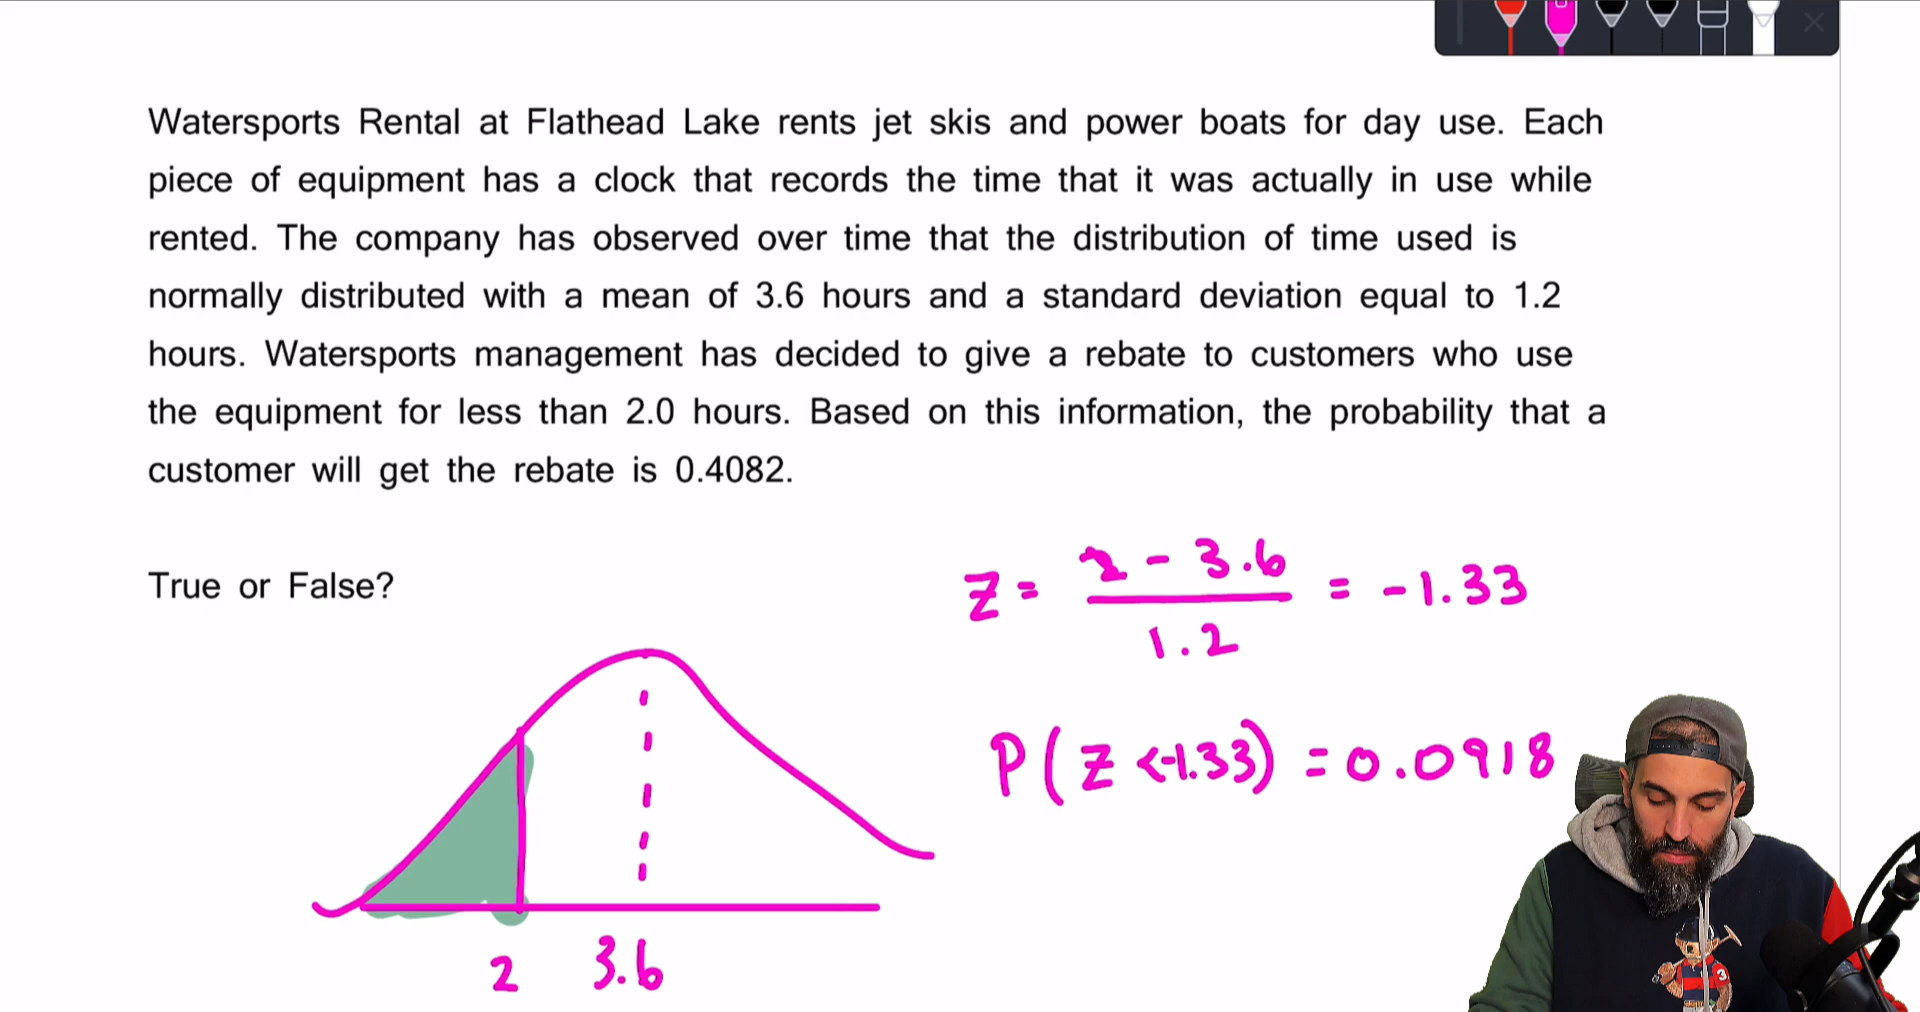 Watersports Rental at Flathead Lake rents jet skis and power boats for day use. Each
piece of equipment has a clock that records the time that it was actually in use while
rented. The company has observed over time that the distribution of time used is
normally distributed with a mean of 3.6 hours and a standard deviation equal to 1.2
hours. Watersports management has decided to give a rebate to customers who use
the equipment for less than 2.0 hours. Based on this information, the probability that a
customer will get the rebate is 0.4082.
True or False?
Z = 2 - 3.6 / 1.2 = -1.33
P(Z <-1.33) = 0.0918
2 3.6
3